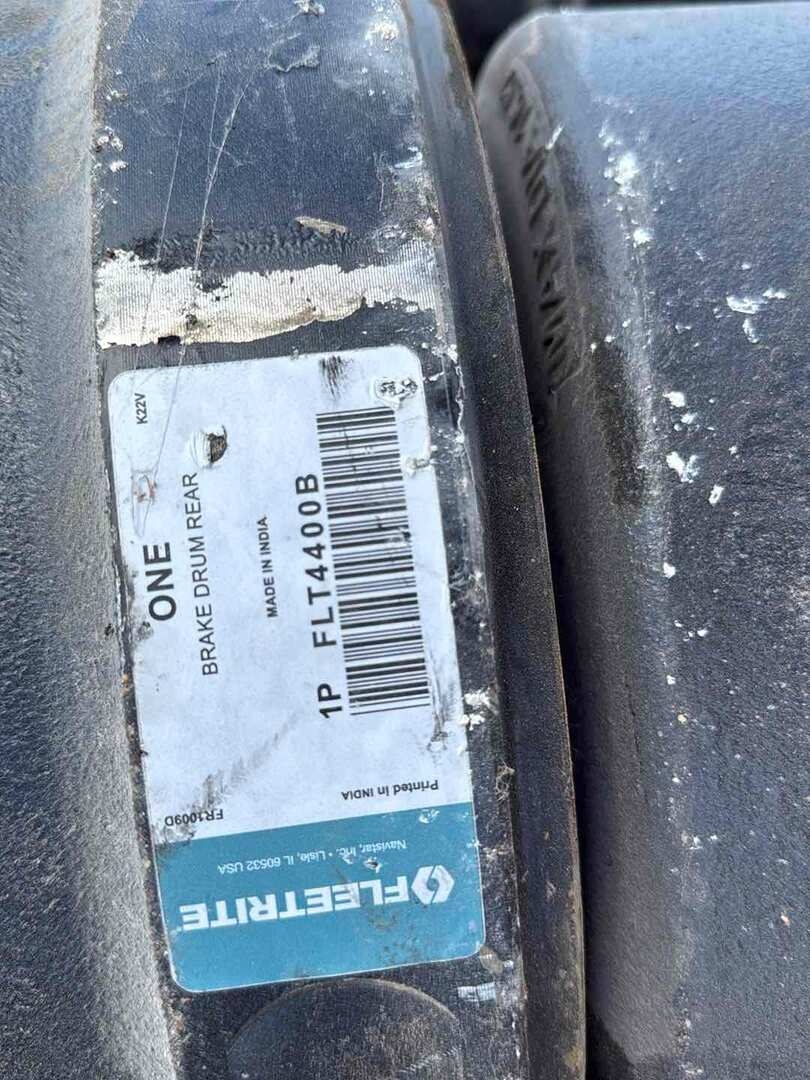 K22V
ONE
BRAKE DRUM REAR
MADE IN INDIA
1P FLT4400B
FR1009D
Printed in INDIA
Navistar, Inc. • Lisle, IL 60532 USA
FLEETRITE